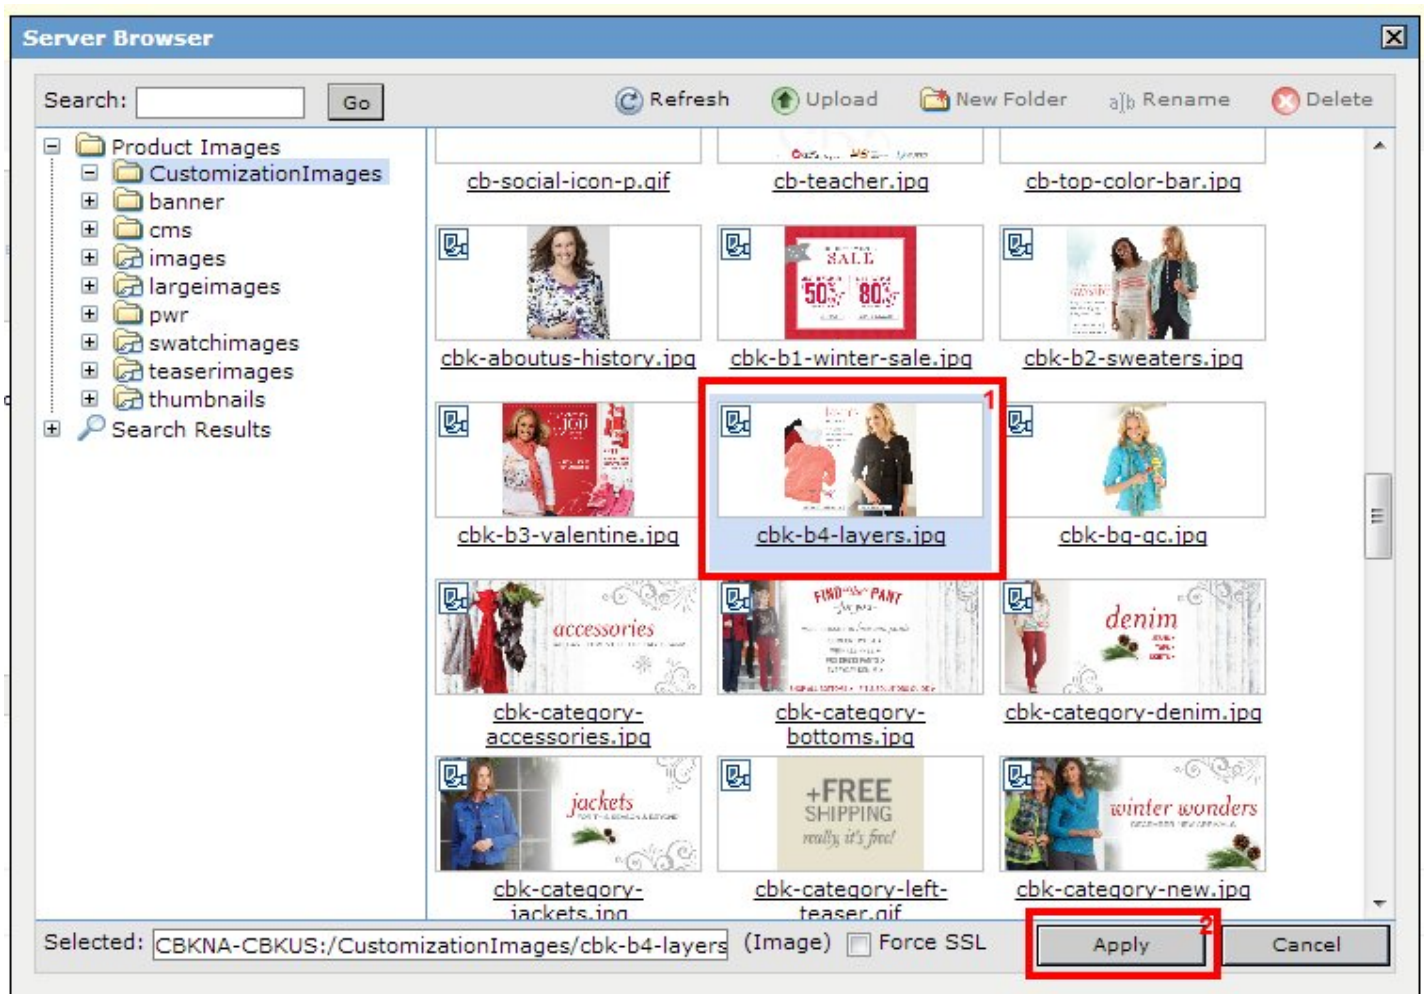 Server Browser
Search:
Go
Refresh
Upload
New Folder
a]b Rename
Delete
Product Images
CustomizationImages
banner
cms
images
largeimages
pwr
swatchimages
teaserimages
thumbnails
Search Results
cb-social-icon-p.gif
cb-teacher.jpg
cb-top-color-bar.jpg
SALE
50%
80%
cbk-aboutus-history.jpg
cbk-b1-winter-sale.jpg
cbk-b2-sweaters.jpg
1
YOU
cbk-b3-valentine.jpg
cbk-b4-layers.jpg
cbk-bg-gc.jpg
accessories
FIND the PANT
for you
denim
cbk-category-
accessories.jpg
cbk-category-
bottoms.jpg
cbk-category-denim.jpg
jackets
+FREE
SHIPPING
really, it's free!
winter wonders
cbk-category-
jackets.jpg
cbk-category-left-
teaser.gif
cbk-category-new.jpg
Selected: CBKNA-CBKUS:/CustomizationImages/cbk-b4-layers (Image) Force SSL
Apply
2
Cancel